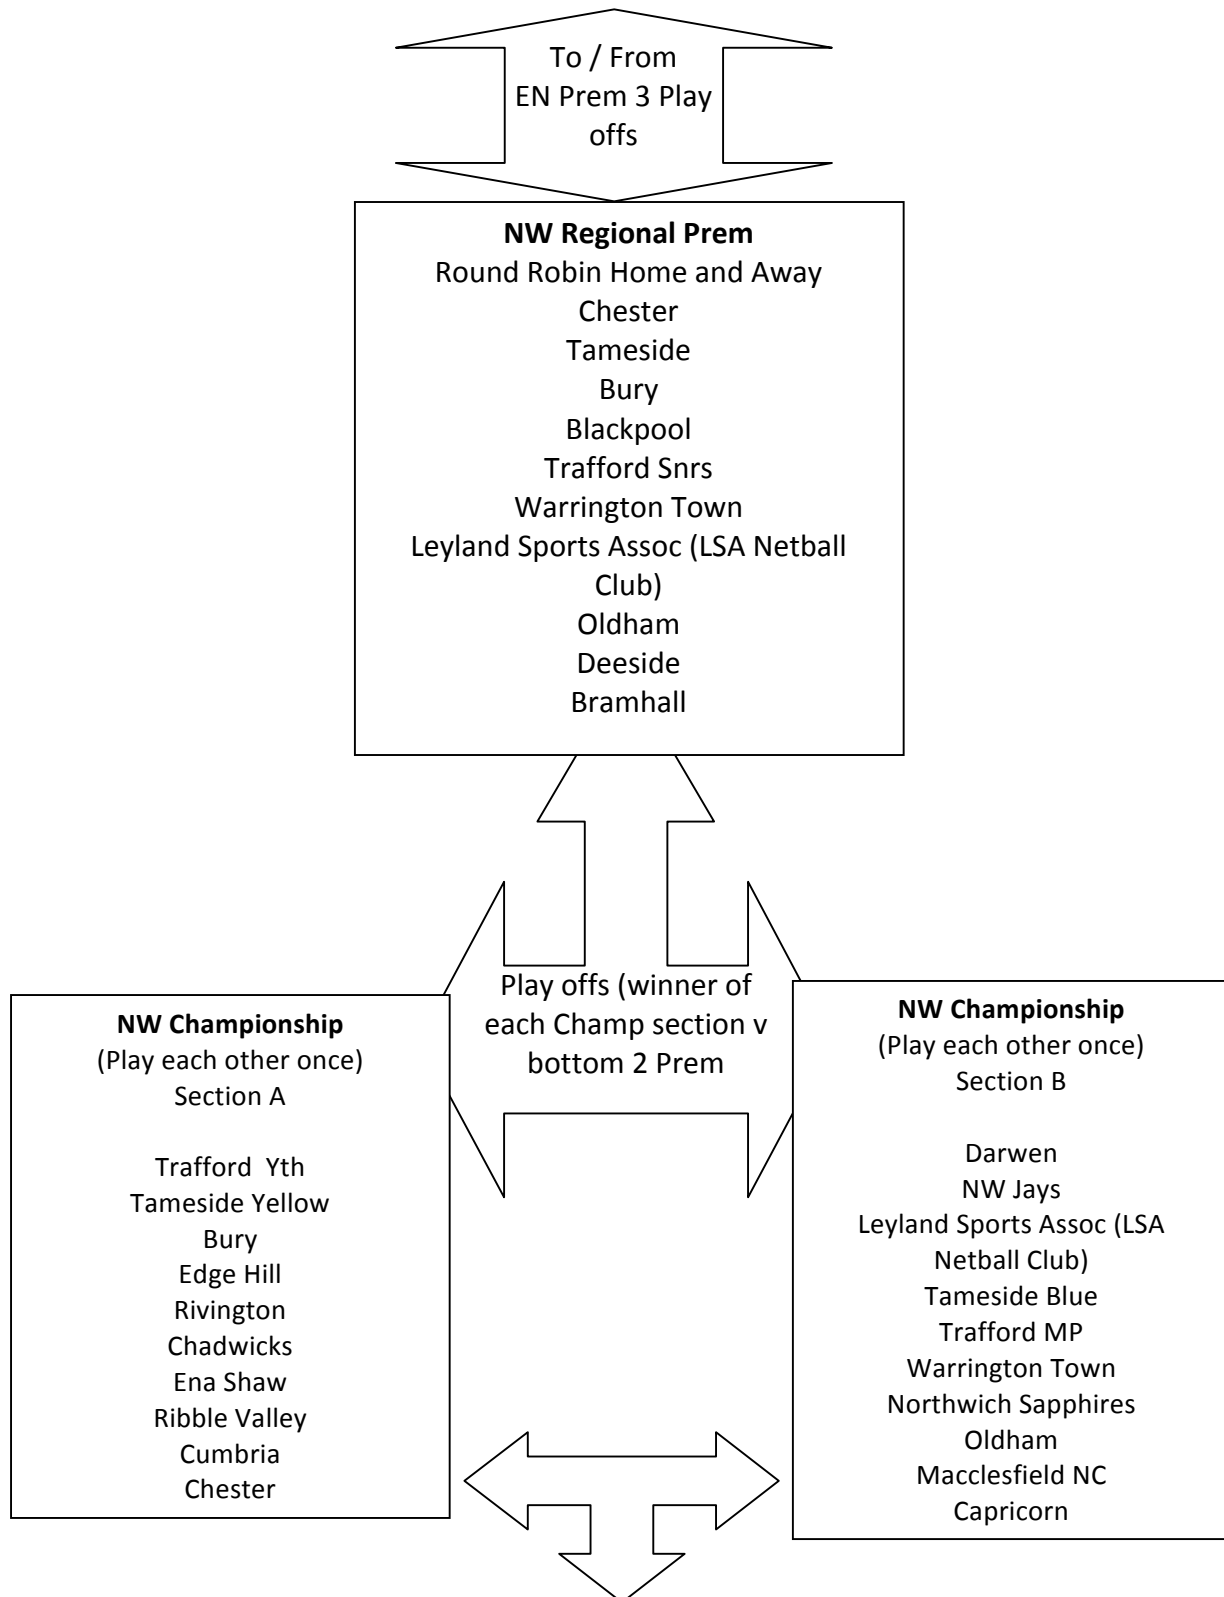 To / From
EN Prem 3 Play
offs
NW Regional Prem
Round Robin Home and Away
Chester
Tameside
Bury
Blackpool
Trafford Snrs
Warrington Town
Leyland Sports Assoc (LSA Netball
Club)
Oldham
Deeside
Bramhall
Play offs (winner of
each Champ section v
bottom 2 Prem
NW Championship
(Play each other once)
Section A
Trafford  Yth
Tameside Yellow
Bury
Edge Hill
Rivington
Chadwicks
Ena Shaw
Ribble Valley
Cumbria
Chester
NW Championship
(Play each other once)
Section B
Darwen
NW Jays
Leyland Sports Assoc (LSA
Netball Club)
Tameside Blue
Trafford MP
Warrington Town
Northwich Sapphires
Oldham
Macclesfield NC
Capricorn